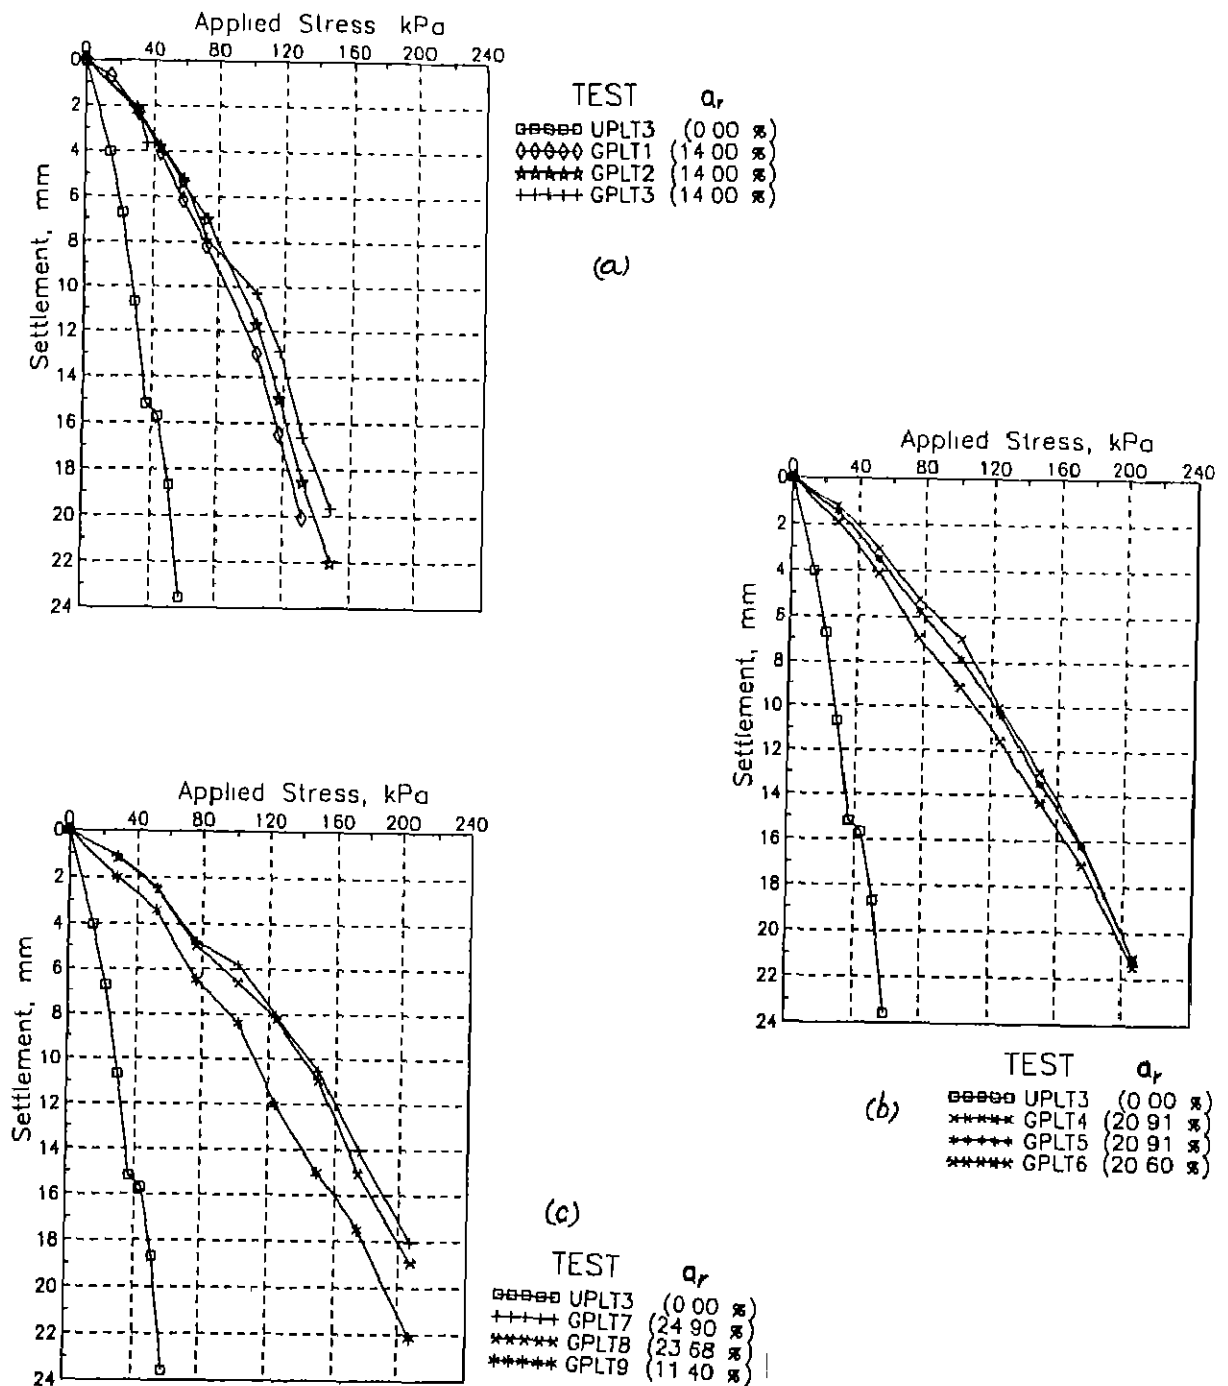 Applied Stress kPa
0 40 80 120 160 200 240
0
2
4
6
8
10
12
14
16
18
20
22
24
Settlement, mm
TEST ar
UPLT3 (0 00 %)
GPLT1 (14 00 %)
GPLT2 (14 00 %)
GPLT3 (14 00 %)
(a)
Applied Stress, kPa
0 40 80 120 160 200 240
0
2
4
6
8
10
12
14
16
18
20
22
24
Settlement, mm
TEST ar
UPLT3 (0 00 %)
GPLT4 (20 91 %)
GPLT5 (20 91 %)
GPLT6 (20 60 %)
(b)
Applied Stress, kPa
0 40 80 120 160 200 240
0
2
4
6
8
10
12
14
16
18
20
22
24
Settlement, mm
(c)
TEST ar
UPLT3 (0 00 %)
GPLT7 (24 90 %)
GPLT8 (23 68 %)
GPLT9 (11 40 %)